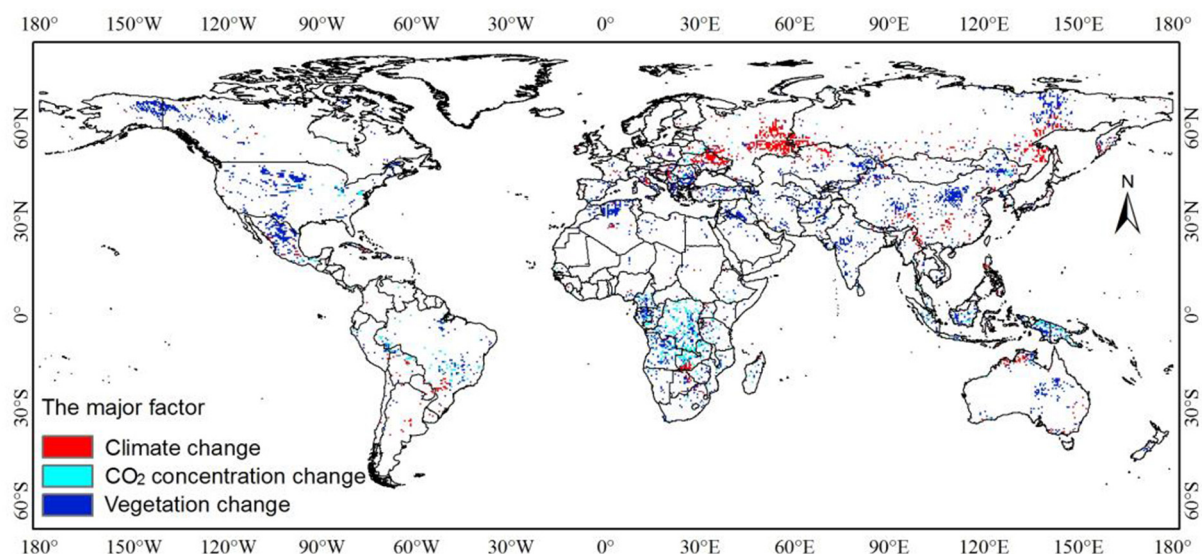 180° 150°W 120°W 90°W 60°W 30°W 0° 30°E 60°E 90°E 120°E 150°E 180°
60°N 60°N
30°N 30°N
N
0° 0°
30°S 30°S
60°S 60°S
The major factor
Climate change
CO₂ concentration change
Vegetation change
180° 150°W 120°W 90°W 60°W 30°W 0° 30°E 60°E 90°E 120°E 150°E 180°